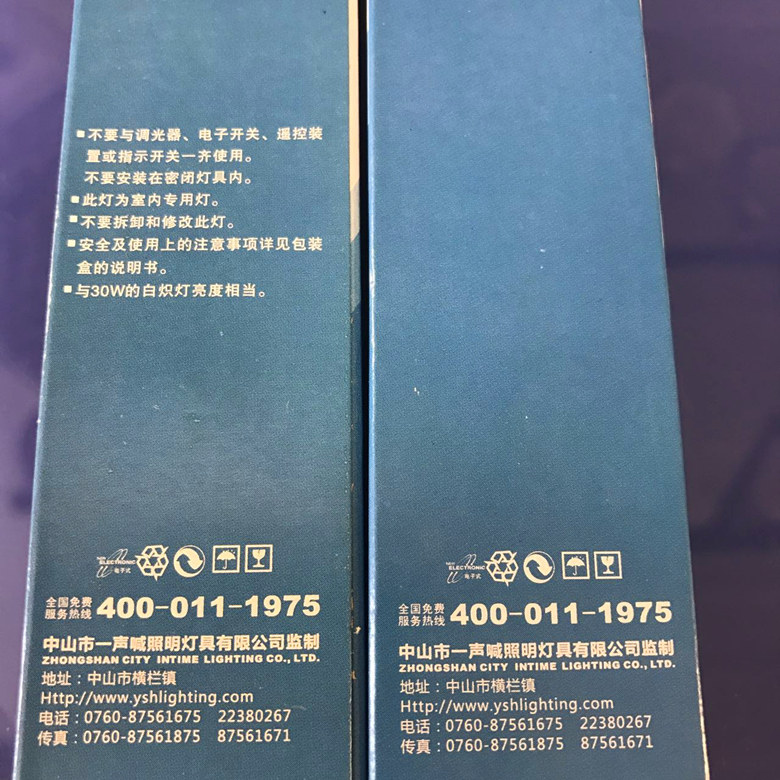 ■不要与调光器、电子开关、遥控装
置或指示开关一齐使用。
不要安装在密闭灯具内。
■此灯为室内专用灯。
■不要拆卸和修改此灯。
■安全及使用上的注意事项详见包装
盒的说明书。
■与30W的白炽灯亮度相当。
ELECTRONIC
电子式
全国免费
服务热线 400-011-1975
中山市一声喊照明灯具有限公司监制
ZHONGSHAN CITY INTIME LIGHTING CO., LTD.
地址：中山市横栏镇
Http://www.yshlighting.com
电话：0760-87561675 22380267
传真：0760-87561875 87561671
ELECTRONIC
电子式
全国免费
服务热线 400-011-1975
中山市一声喊照明灯具有限公司监制
ZHONGSHAN CITY INTIME LIGHTING CO., LTD.
地址：中山市横栏镇
Http://www.yshlighting.com
电话：0760-87561675 22380267
传真：0760-87561875 87561671